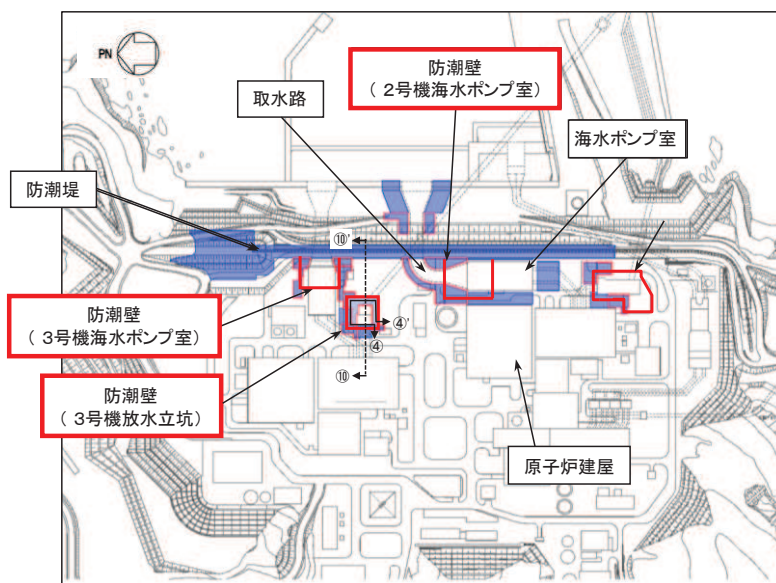 PN
防潮壁
（ 2号機海水ポンプ室）
取水路
海水ポンプ室
防潮堤
⑩'
防潮壁
（ 3号機海水ポンプ室）
④'
④
⑩
防潮壁
（ 3号機放水立坑）
原子炉建屋